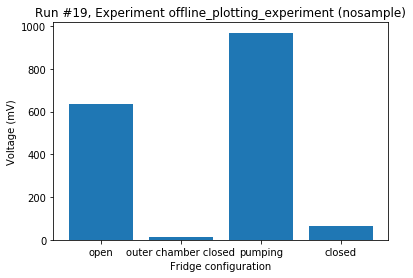 Run #19, Experiment offline_plotting_experiment (nosample)
1000
800
600
400
200
0
Voltage (mV)
open outer chamber closed pumping closed
Fridge configuration